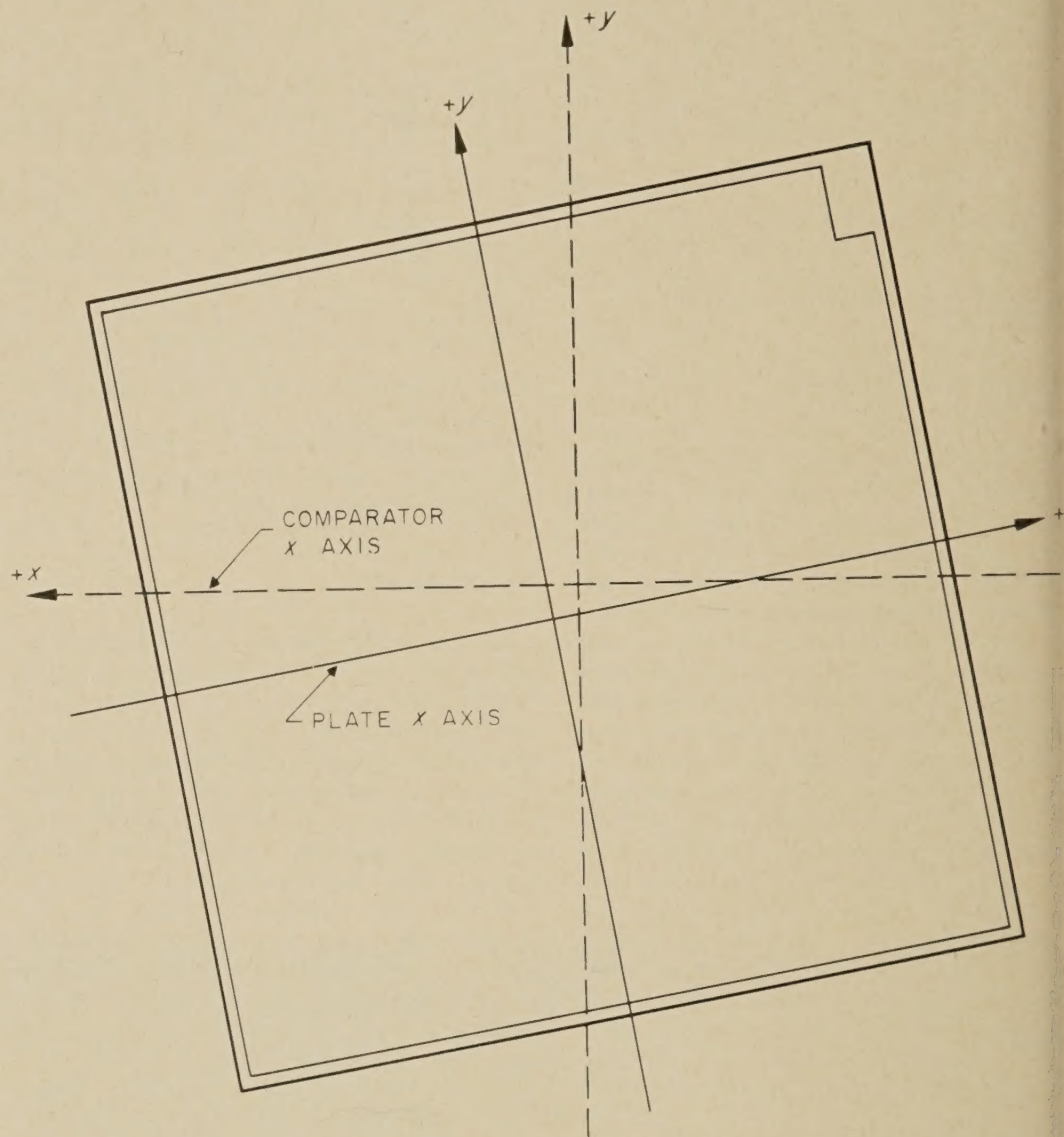 +y
+y
COMPARATOR
x AXIS
+x
+
PLATE x AXIS